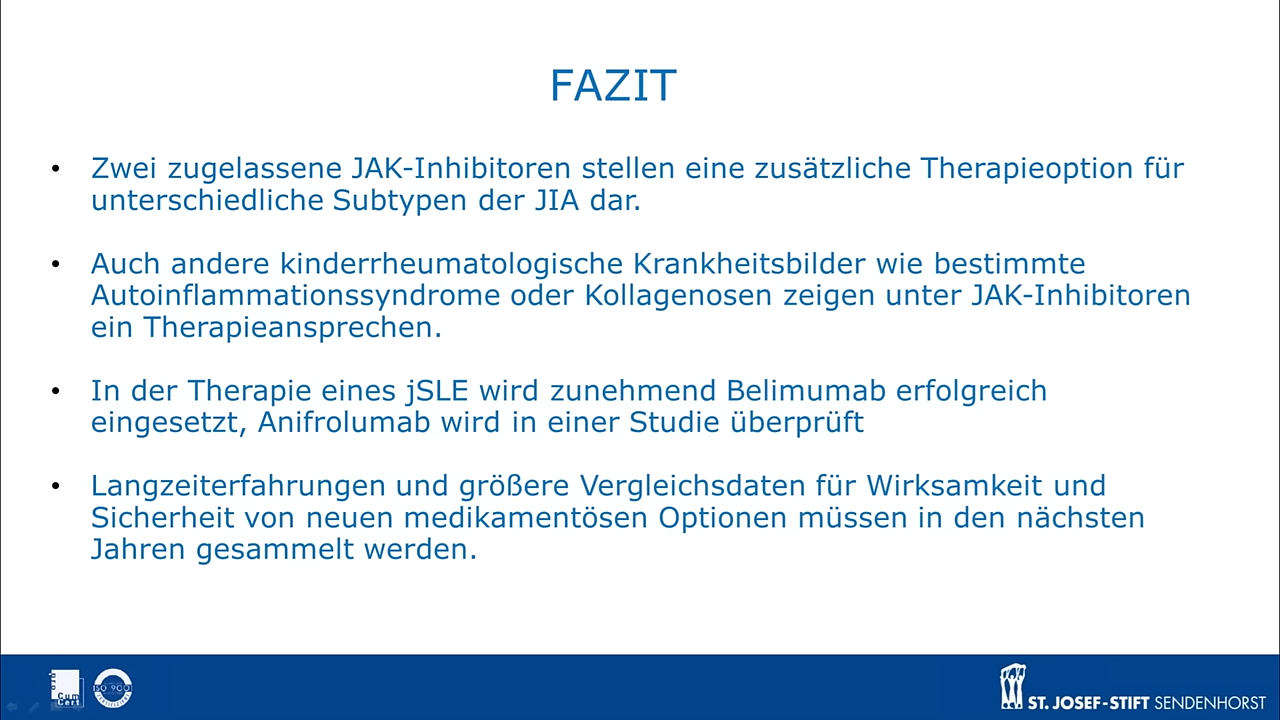 FAZIT
• Zwei zugelassene JAK-Inhibitoren stellen eine zusätzliche Therapieoption für
unterschiedliche Subtypen der JIA dar.
• Auch andere kinderrheumatologische Krankheitsbilder wie bestimmte
Autoinflammationssyndrome oder Kollagenosen zeigen unter JAK-Inhibitoren
ein Therapieansprechen.
• In der Therapie eines jSLE wird zunehmend Belimumab erfolgreich
eingesetzt, Anifrolumab wird in einer Studie überprüft
• Langzeiterfahrungen und größere Vergleichsdaten für Wirksamkeit und
Sicherheit von neuen medikamentösen Optionen müssen in den nächsten
Jahren gesammelt werden.
Cum
Cert
ISO 9001
ST. JOSEF-STIFT SENDENHORST